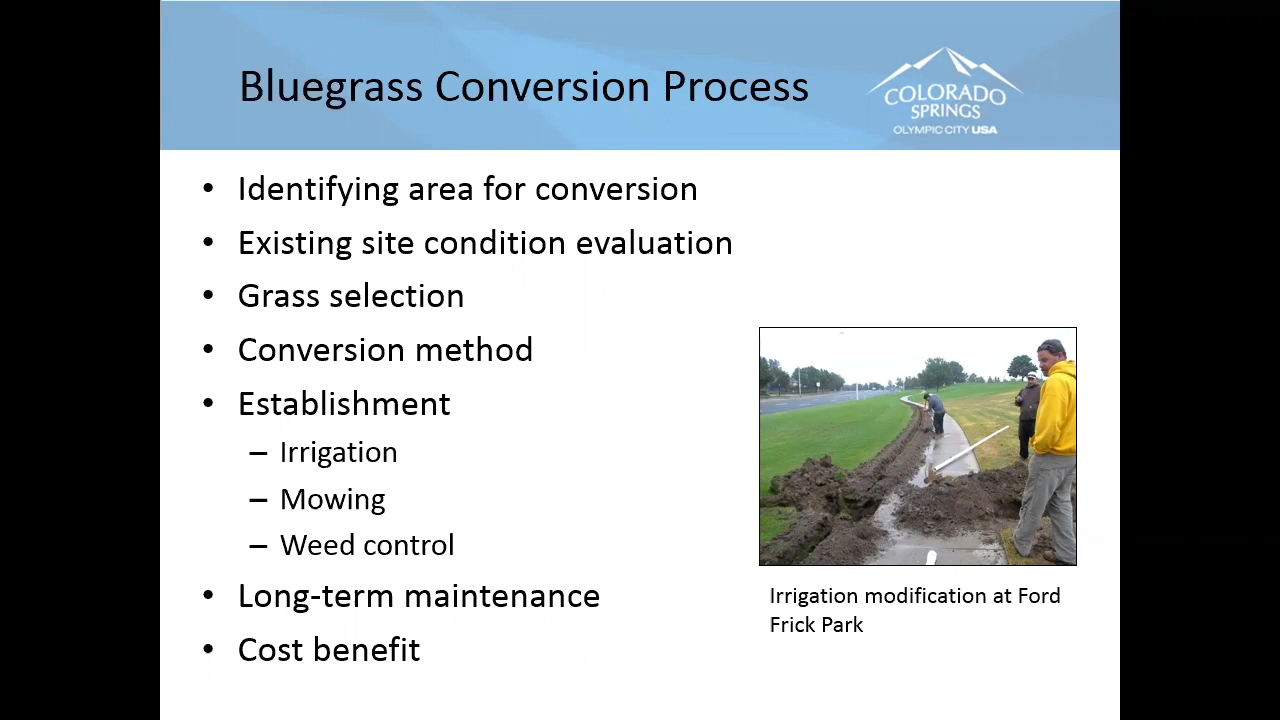 Bluegrass Conversion Process
COLORADO
SPRINGS
OLYMPIC CITY USA
• Identifying area for conversion
• Existing site condition evaluation
• Grass selection
• Conversion method
• Establishment
– Irrigation
– Mowing
– Weed control
• Long-term maintenance
• Cost benefit
Irrigation modification at Ford
Frick Park